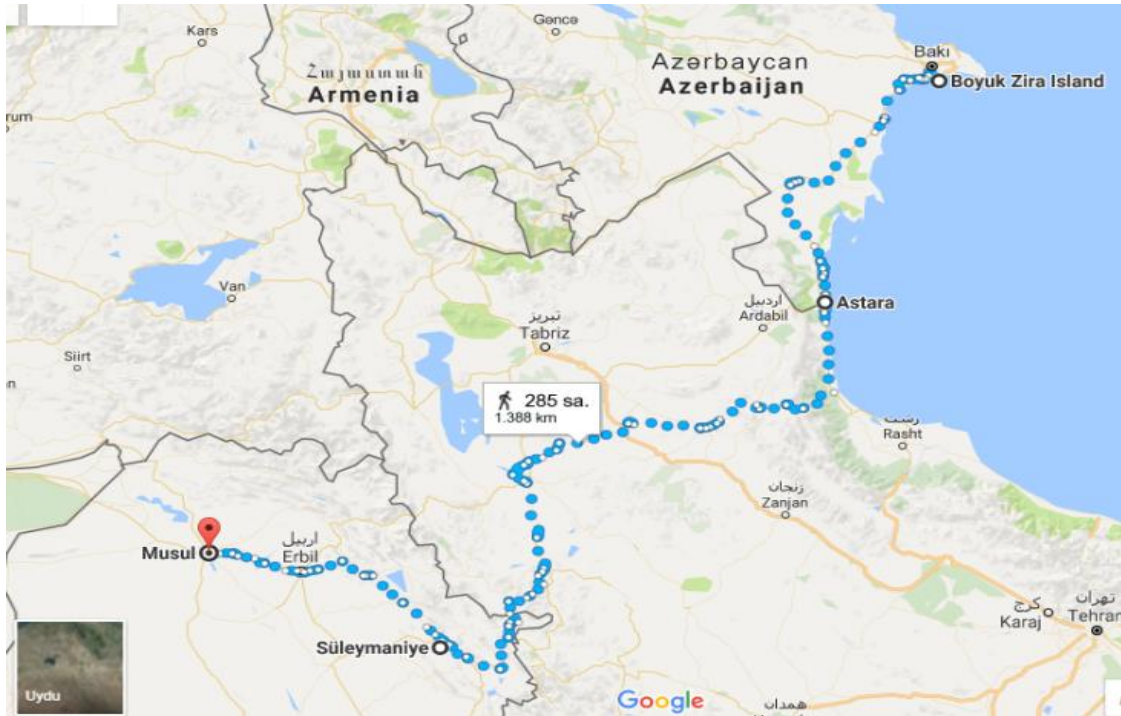 Gəncə
Kars
Bakı
Azərbaycan
Azerbaijan
Boyuk Zira Island
Հայաստան
Armenia
rum
Van
تبریز
Tabriz
اردبیل
Ardabil
Astara
Siirt
285 sa.
1.388 km
رشت
Rasht
زنجان
Zanjan
Musul
اربيل
Erbil
کرج
Karaj
تهران
Tehran
Süleymaniye
Uydu
Google
همدان